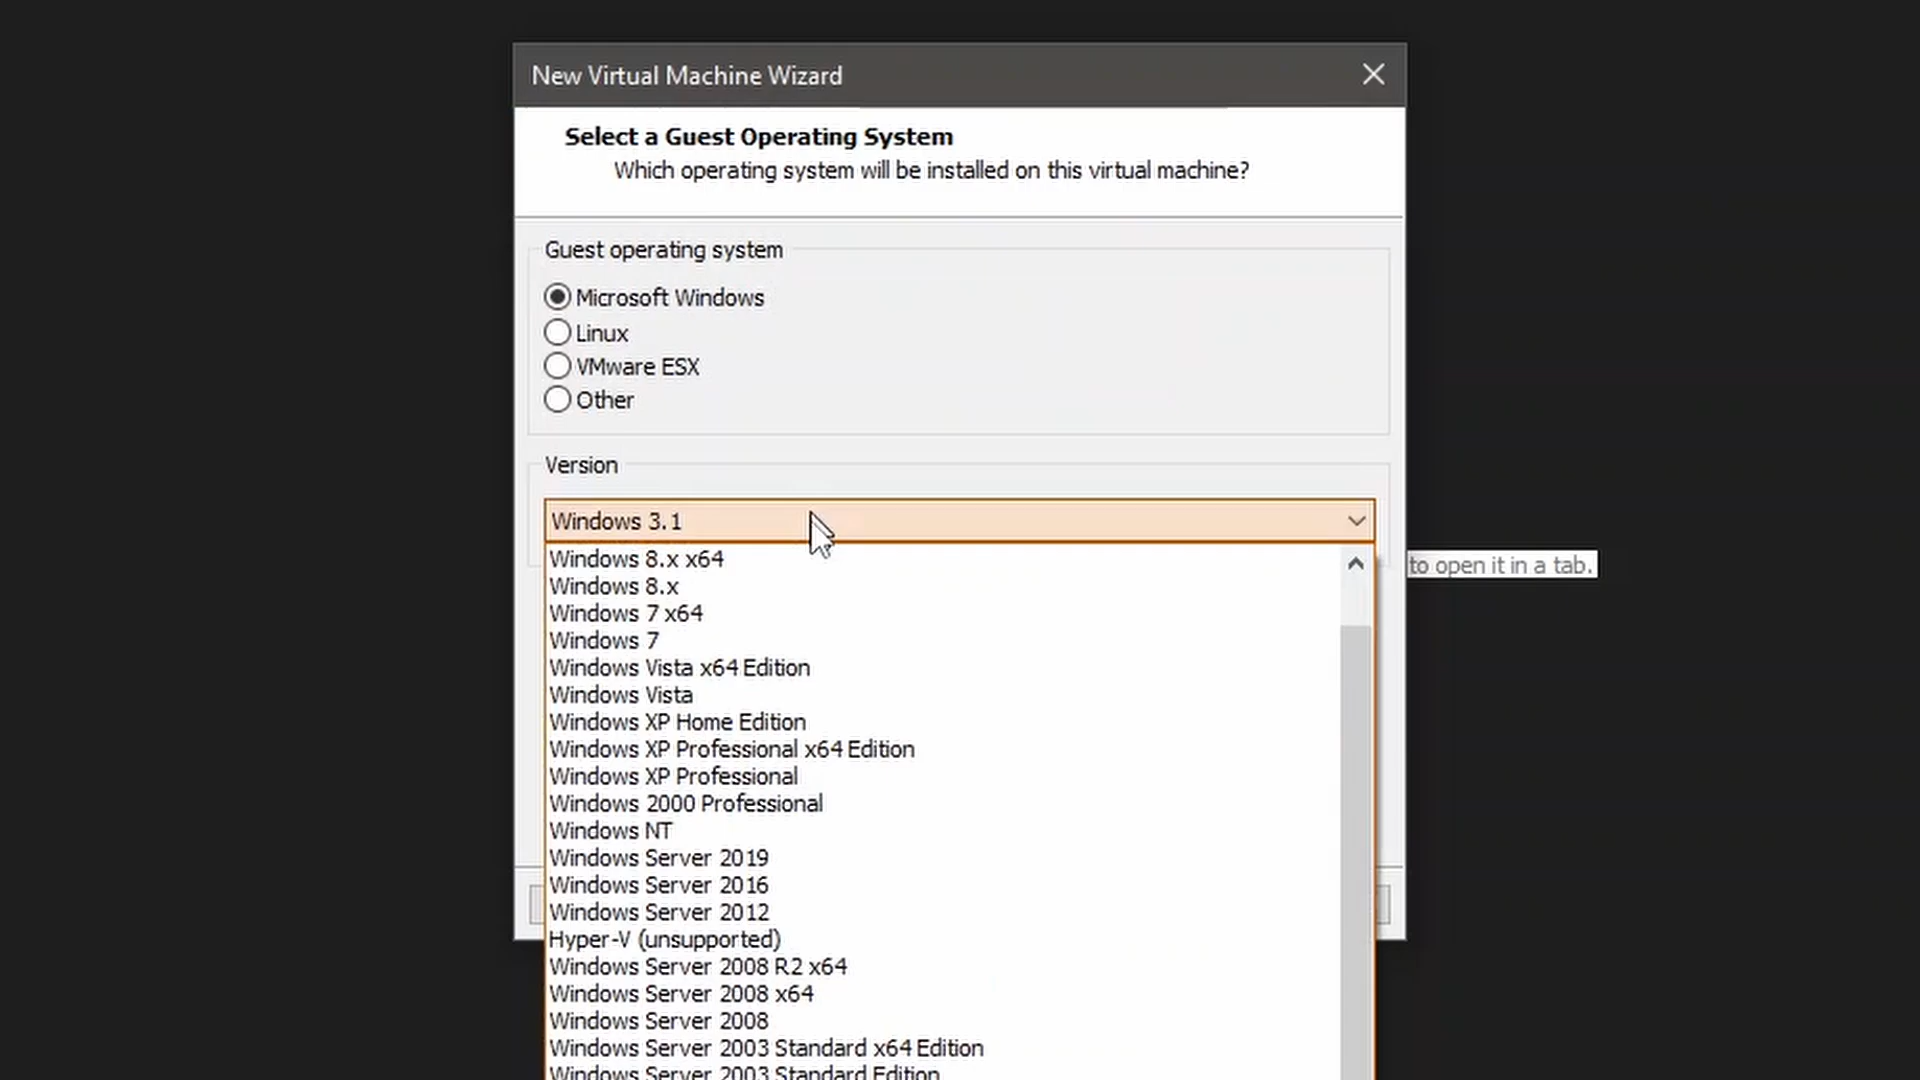 New Virtual Machine Wizard
Select a Guest Operating System
Which operating system will be installed on this virtual machine?
Guest operating system
Microsoft Windows
Linux
VMware ESX
Other
Version
Windows 3.1
to open it in a tab.
Windows 8.x x64
Windows 8.x
Windows 7 x64
Windows 7
Windows Vista x64 Edition
Windows Vista
Windows XP Home Edition
Windows XP Professional x64 Edition
Windows XP Professional
Windows 2000 Professional
Windows NT
Windows Server 2019
Windows Server 2016
Windows Server 2012
Hyper-V (unsupported)
Windows Server 2008 R2 x64
Windows Server 2008 x64
Windows Server 2008
Windows Server 2003 Standard x64 Edition
Windows Server 2003 Standard Edition